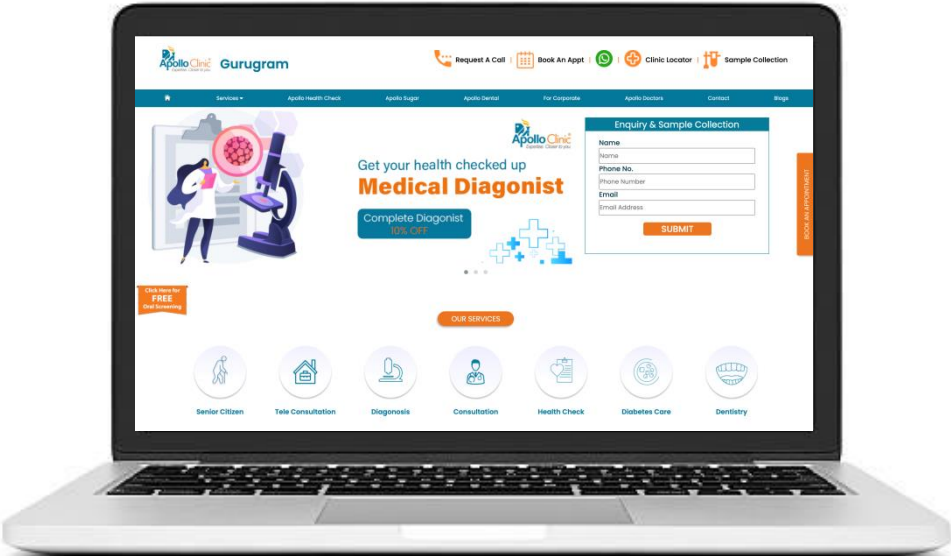 Apollo Clinic
Expertise. Closer to you.
Gurugram
Request A Call
Book An Appt
Clinic Locator
Sample Collection
Services
Apollo Health Check
Apollo Sugar
Apollo Dental
For Corporate
Apollo Doctors
Contact
Blogs
Apollo Clinic
Expertise. Closer to you.
Get your health checked up
Medical Diagonist
Complete Diagonist
10% OFF
Enquiry & Sample Collection
Name
Name
Phone No.
Phone Number
Email
Email Address
SUBMIT
BOOK AN APPOINTMENT
Click Here for
FREE
Oral Screening
OUR SERVICES
Senior Citizen
Tele Consultation
Diagonosis
Consultation
Health Check
Diabetes Care
Dentistry